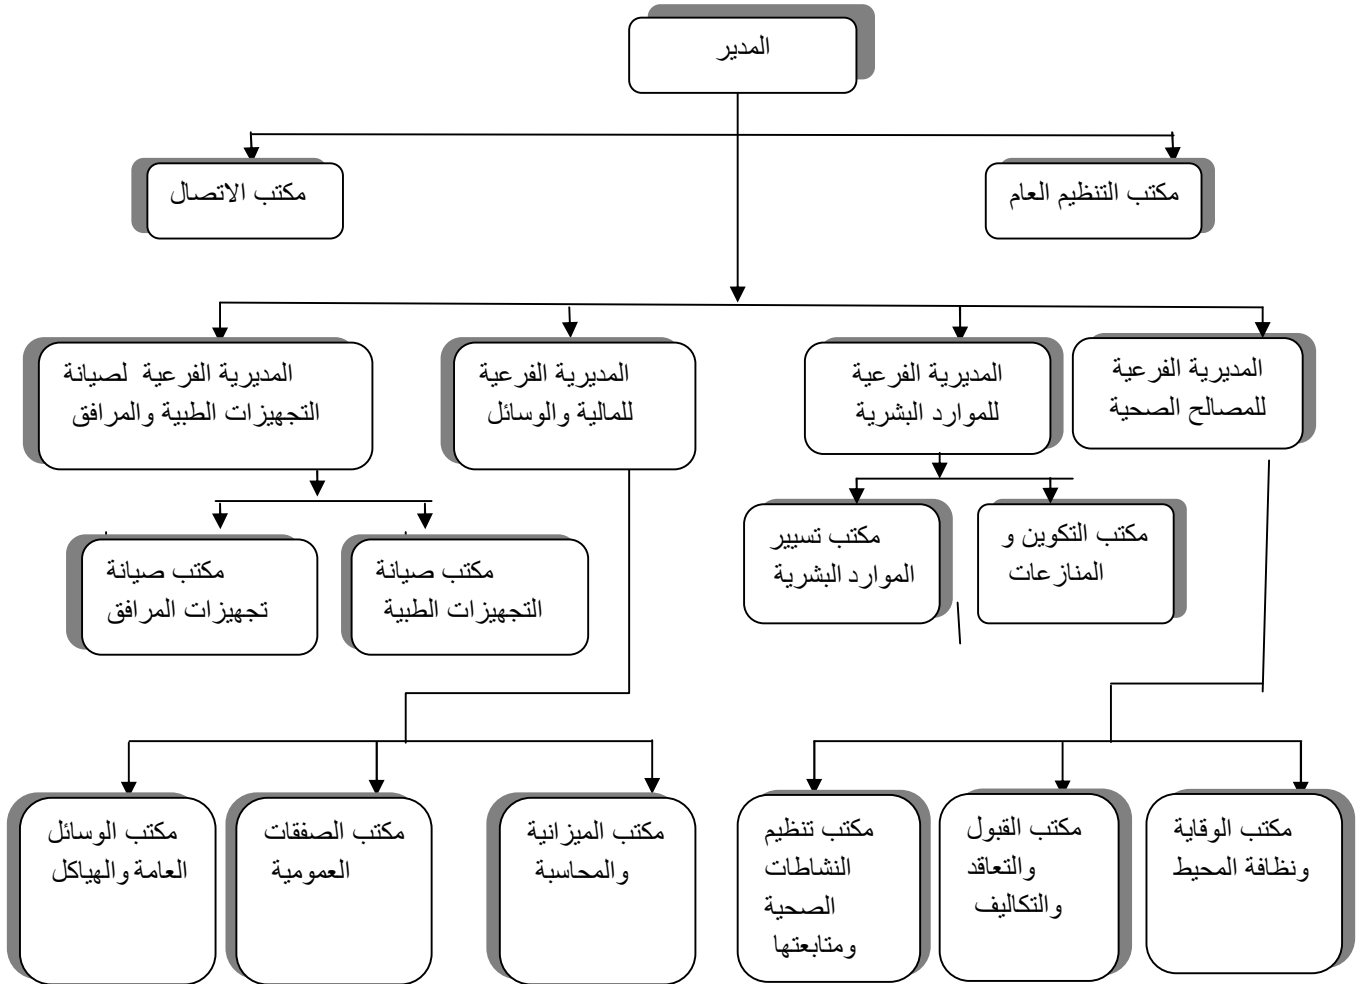 المدير
مكتب التنظيم العام
مكتب الاتصال
المديرية الفرعية
للمصالح الصحية
المديرية الفرعية
للموارد البشرية
المديرية الفرعية
للمالية والوسائل
المديرية الفرعية لصيانة
التجهيزات الطبية والمرافق
مكتب التكوين و
المنازعات
مكتب تسيير
الموارد البشرية
مكتب صيانة
التجهيزات الطبية
مكتب صيانة
تجهيزات المرافق
مكتب الوقاية
ونظافة المحيط
مكتب القبول
والتعاقد
والتكاليف
مكتب تنظيم
النشاطات
الصحية
ومتابعتها
مكتب الميزانية
والمحاسبة
مكتب الصفقات
العمومية
مكتب الوسائل
العامة والهياكل